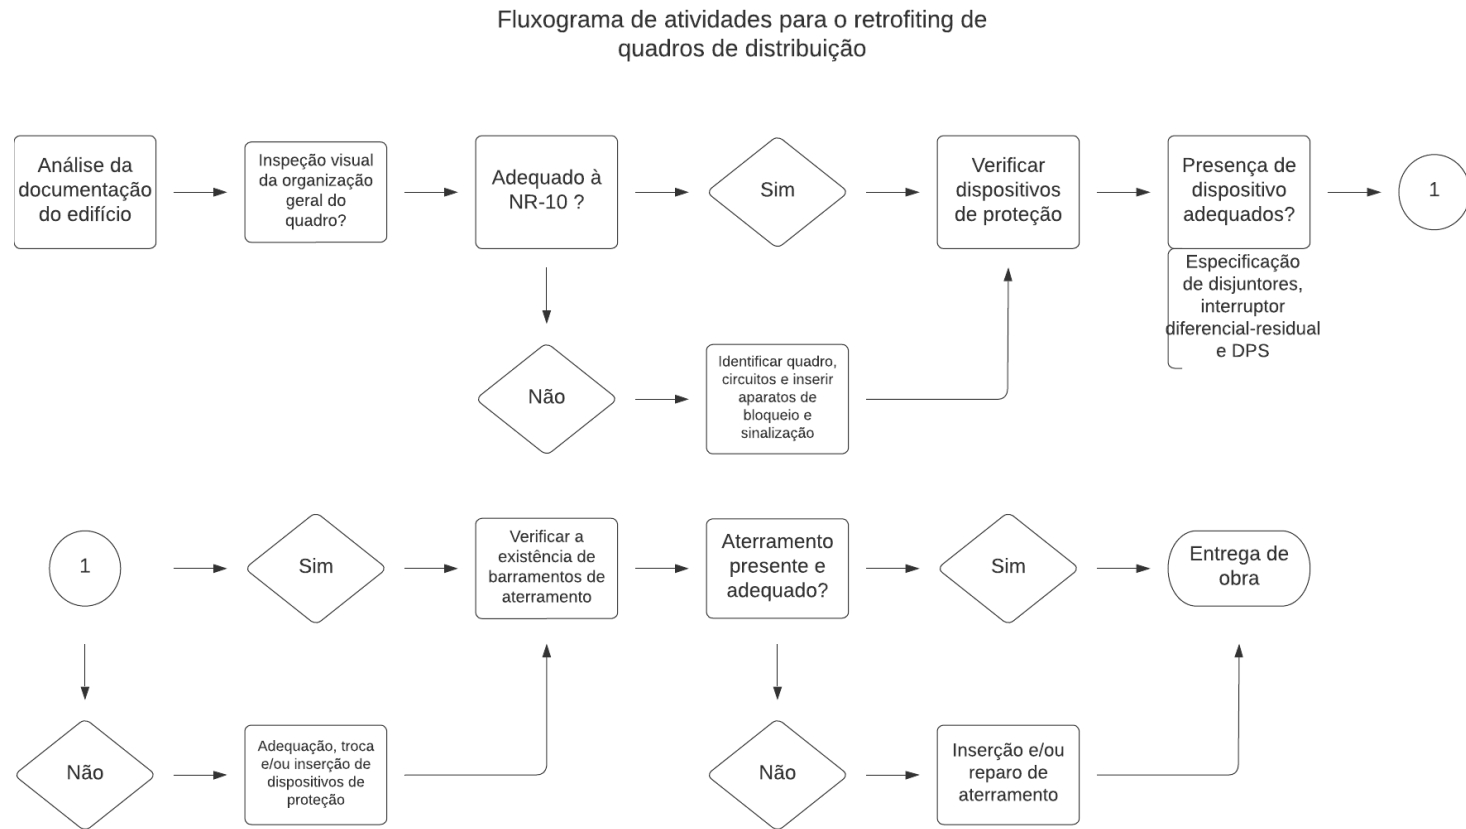 Fluxograma de atividades para o retrofiting de
quadros de distribuição
Análise da
documentação
do edifício
Inspeção visual
da organização
geral do
quadro?
Adequado à
NR-10 ?
Sim
Verificar
dispositivos
de proteção
Presença de
dispositivo
adequados?
1
Especificação
de disjuntores,
interruptor
diferencial-residual
e DPS
Não
Identificar quadro,
circuitos e inserir
aparatos de
bloqueio e
sinalização
1
Sim
Verificar a
existência de
barramentos de
aterramento
Aterramento
presente e
adequado?
Sim
Entrega de
obra
Não
Adequação, troca
e/ou inserção de
dispositivos de
proteção
Não
Inserção e/ou
reparo de
aterramento